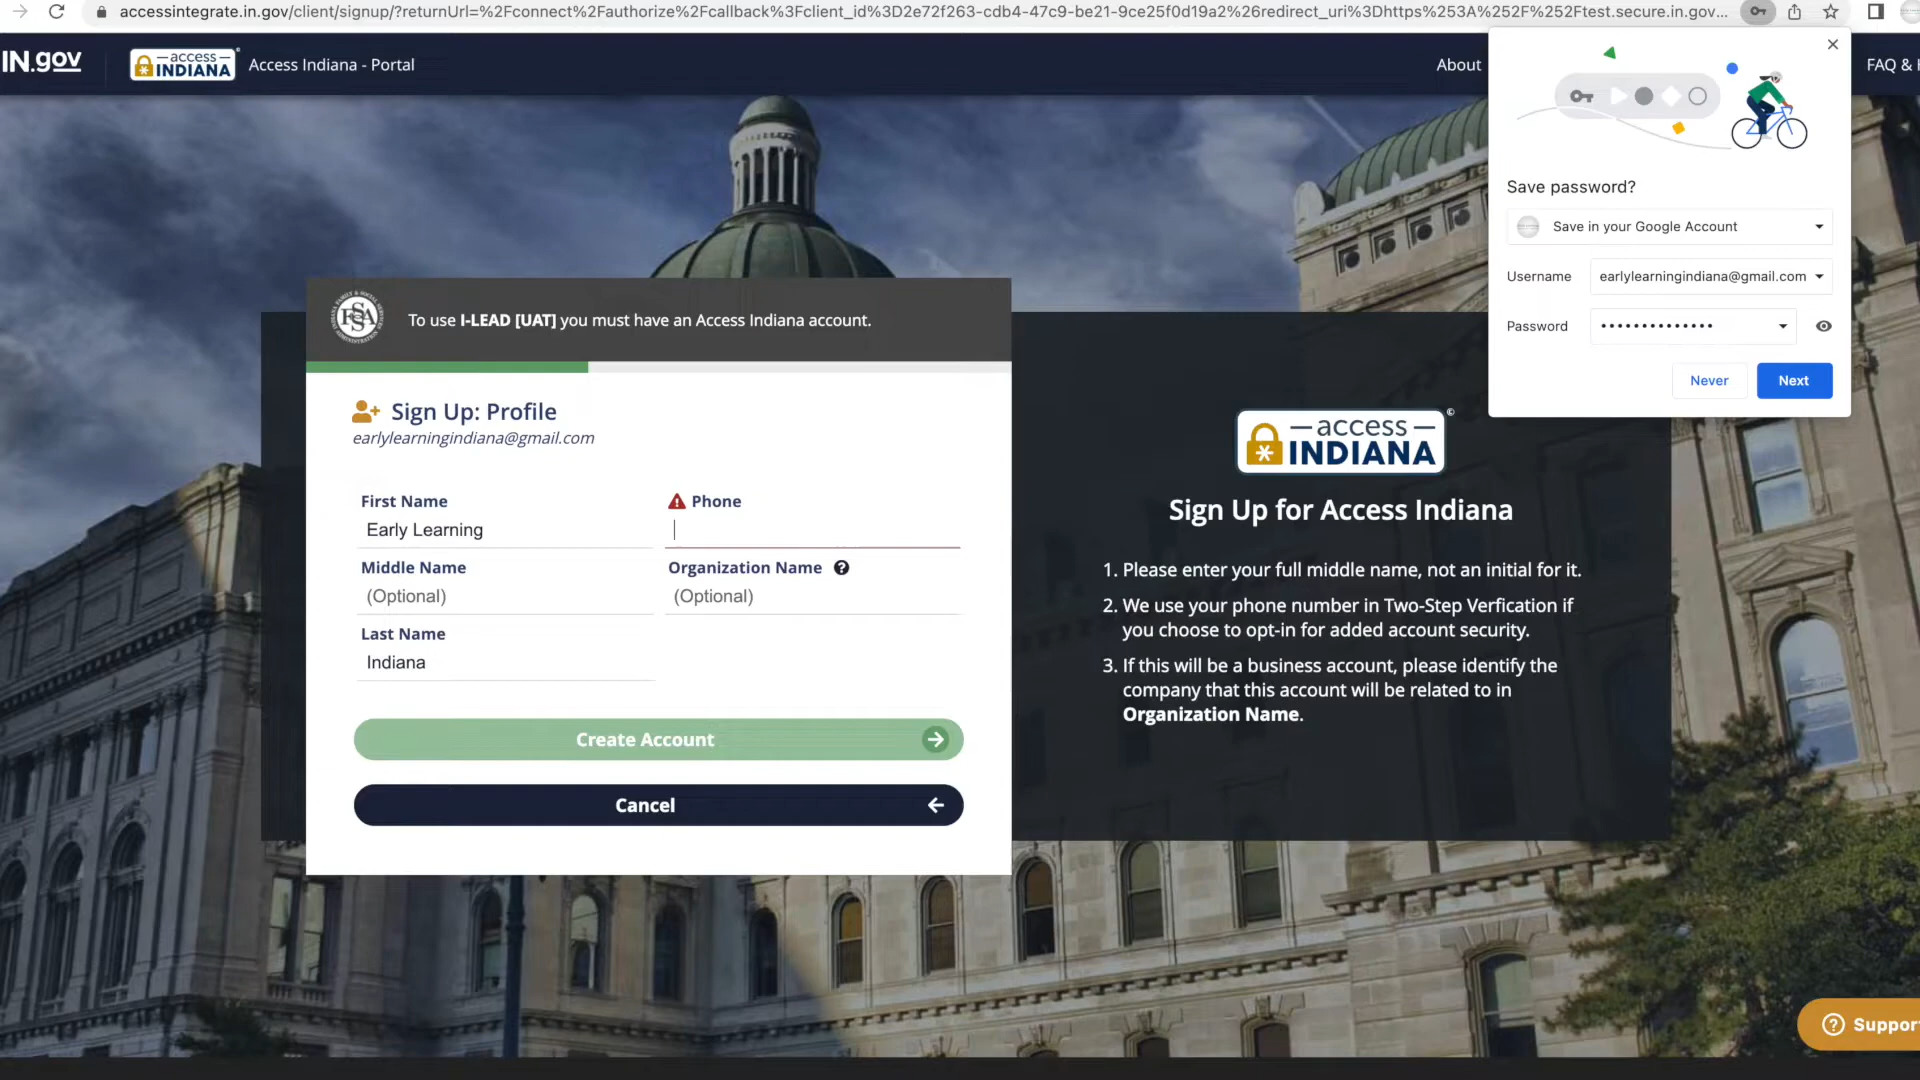 accessintegrate.in.gov/client/signup/?returnUrl=%2Fconnect%2Fauthorize%2Fcallback%3Fclient_id%3D2e72f263-cdb4-47c9-be21-9ce25f0d19a2%26redirect_uri%3Dhttps%253A%252F%252Ftest.secure.in.gov...
IN.gov
access
INDIANA
Access Indiana - Portal
About
FAQ &
Save password?
Save in your Google Account
Username
earlylearningindiana@gmail.com
Password
••••••••••••••
Never
Next
To use I-LEAD [UAT] you must have an Access Indiana account.
Sign Up: Profile
earlylearningindiana@gmail.com
First Name
Early Learning
Phone
Middle Name
(Optional)
Organization Name
(Optional)
Last Name
Indiana
Create Account
Cancel
access
INDIANA
©
Sign Up for Access Indiana
1. Please enter your full middle name, not an initial for it.
2. We use your phone number in Two-Step Verfication if
you choose to opt-in for added account security.
3. If this will be a business account, please identify the
company that this account will be related to in
Organization Name.
Support